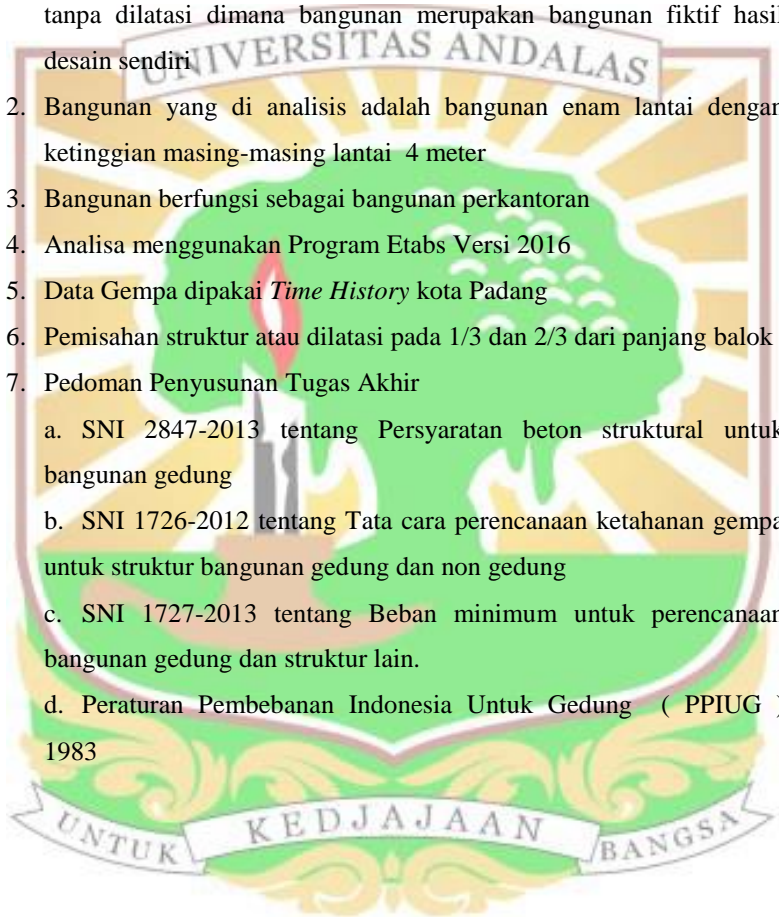 tanpa dilatasi dimana bangunan merupakan bangunan fiktif hasil
desain sendiri
UNIVERSITAS ANDALAS
2. Bangunan yang di analisis adalah bangunan enam lantai dengan
ketinggian masing-masing lantai 4 meter
3. Bangunan berfungsi sebagai bangunan perkantoran
4. Analisa menggunakan Program Etabs Versi 2016
5. Data Gempa dipakai Time History kota Padang
6. Pemisahan struktur atau dilatasi pada 1/3 dan 2/3 dari panjang balok
7. Pedoman Penyusunan Tugas Akhir
a. SNI 2847-2013 tentang Persyaratan beton struktural untuk
bangunan gedung
b. SNI 1726-2012 tentang Tata cara perencanaan ketahanan gempa
untuk struktur bangunan gedung dan non gedung
c. SNI 1727-2013 tentang Beban minimum untuk perencanaan
bangunan gedung dan struktur lain.
d. Peraturan Pembebanan Indonesia Untuk Gedung ( PPIUG )
1983
UNTUK KEDJAJAAN BANGSA